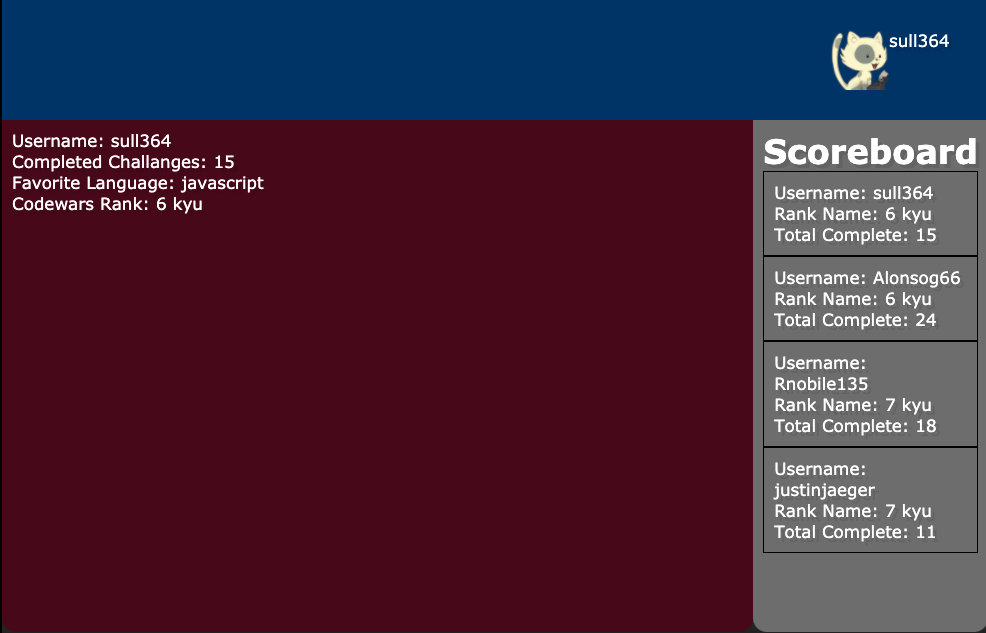 sull364
Username: sull364
Completed Challanges: 15
Favorite Language: javascript
Codewars Rank: 6 kyu
Scoreboard
Username: sull364
Rank Name: 6 kyu
Total Complete: 15
Username: Alonsog66
Rank Name: 6 kyu
Total Complete: 24
Username:
Rnobile135
Rank Name: 7 kyu
Total Complete: 18
Username:
justinjaeger
Rank Name: 7 kyu
Total Complete: 11